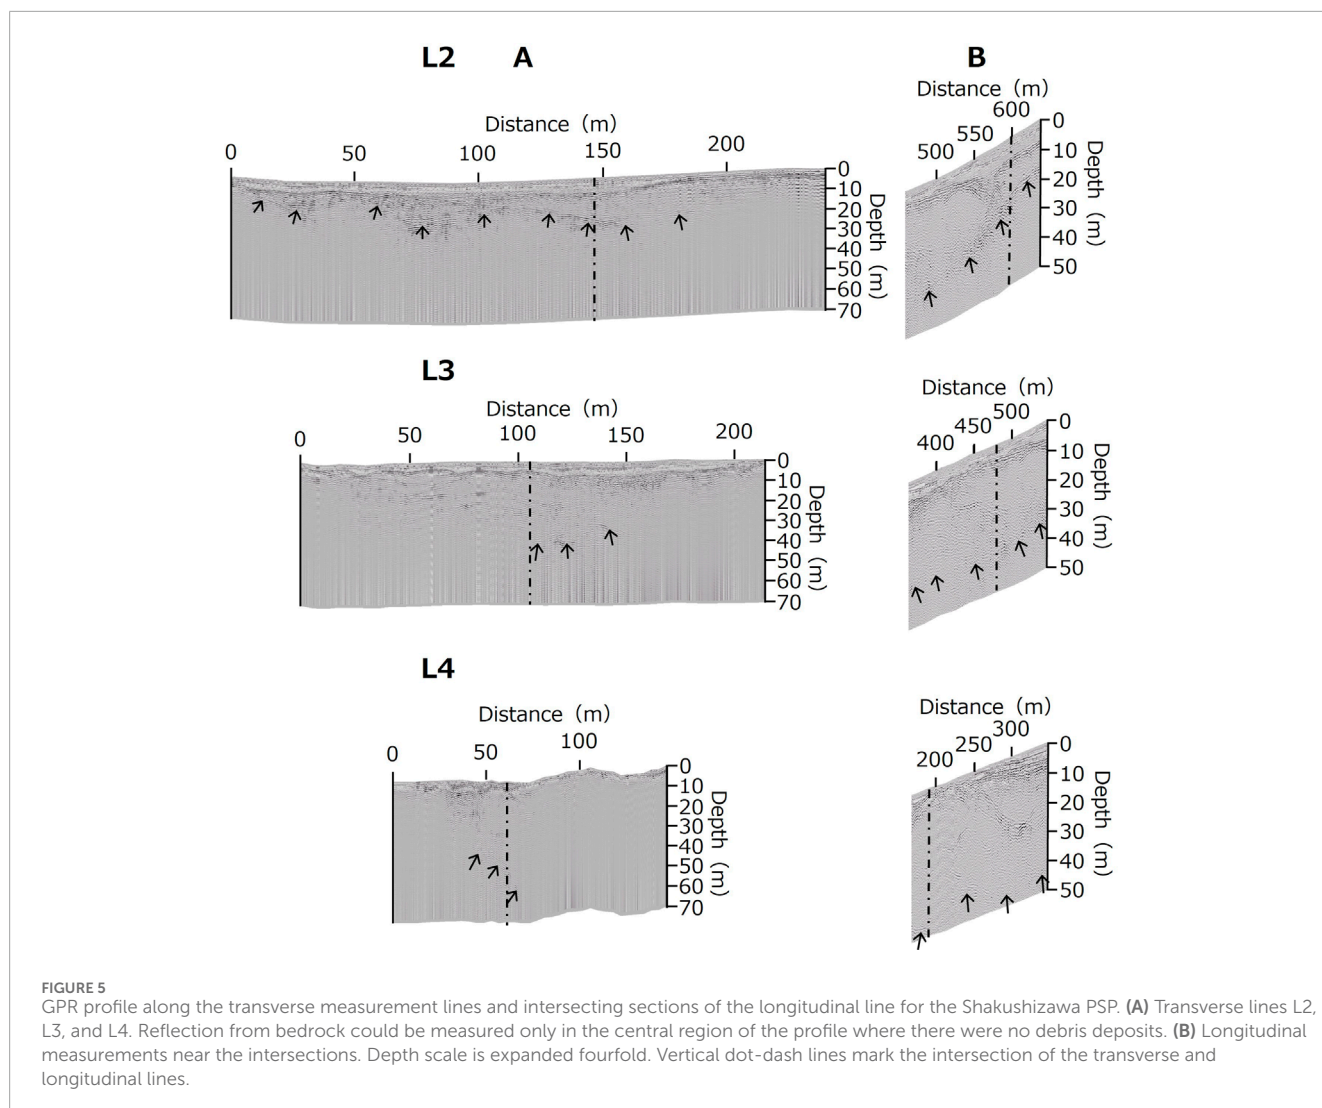 L2 A B
Distance (m)
0 50 100 150 200
0
10
20
30
40
50
60
70
Depth (m)
Distance (m)
500 550 600
0
10
20
30
40
50
Depth (m)
L3
Distance (m)
0 50 100 150 200
0
10
20
30
40
50
60
70
Depth (m)
Distance (m)
400 450 500
0
10
20
30
40
50
Depth (m)
L4
Distance (m)
0 50 100
0
10
20
30
40
50
60
70
Depth (m)
Distance (m)
200 250 300
0
10
20
30
40
50
Depth (m)
FIGURE 5
GPR profile along the transverse measurement lines and intersecting sections of the longitudinal line for the Shakushizawa PSP. (A) Transverse lines L2,
L3, and L4. Reflection from bedrock could be measured only in the central region of the profile where there were no debris deposits. (B) Longitudinal
measurements near the intersections. Depth scale is expanded fourfold. Vertical dot-dash lines mark the intersection of the transverse and
longitudinal lines.